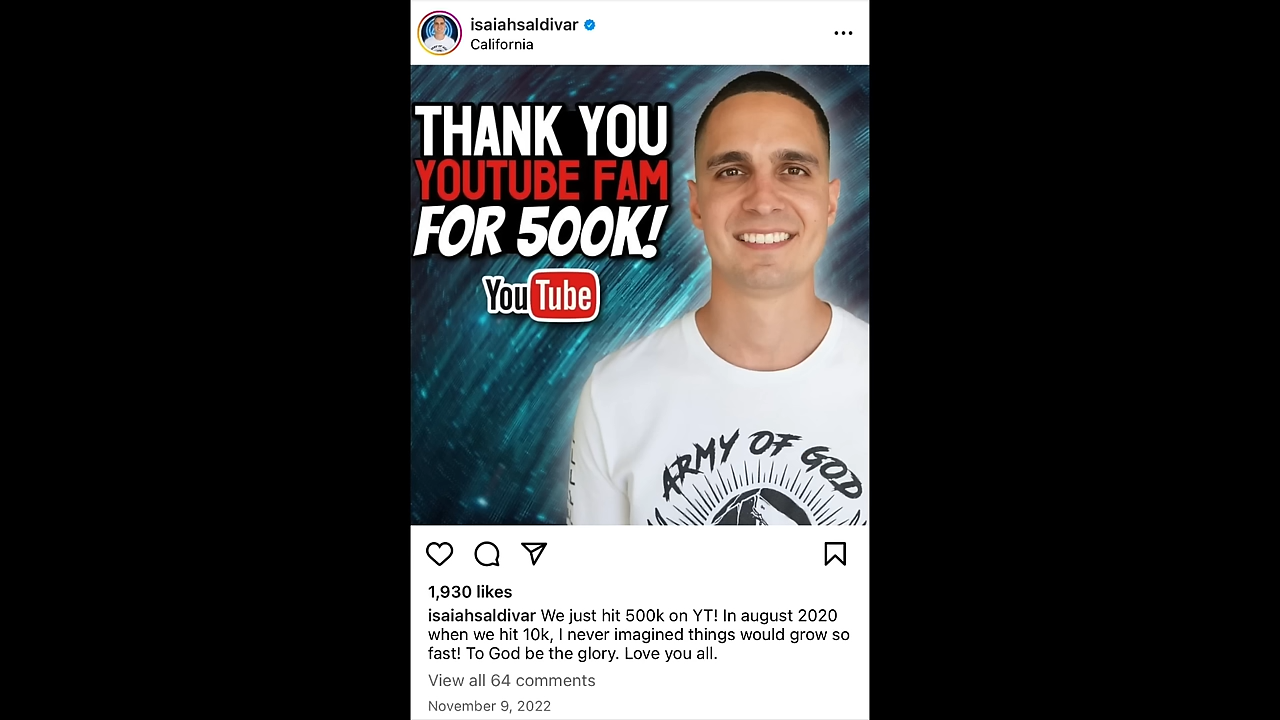 isaiahsaldivar
California
THANK YOU
YOUTUBE FAM
FOR 500K!
YouTube
ARMY OF GOD
1,930 likes
isaiahsaldivar We just hit 500k on YT! In august 2020
when we hit 10k, I never imagined things would grow so
fast! To God be the glory. Love you all.
View all 64 comments
November 9, 2022